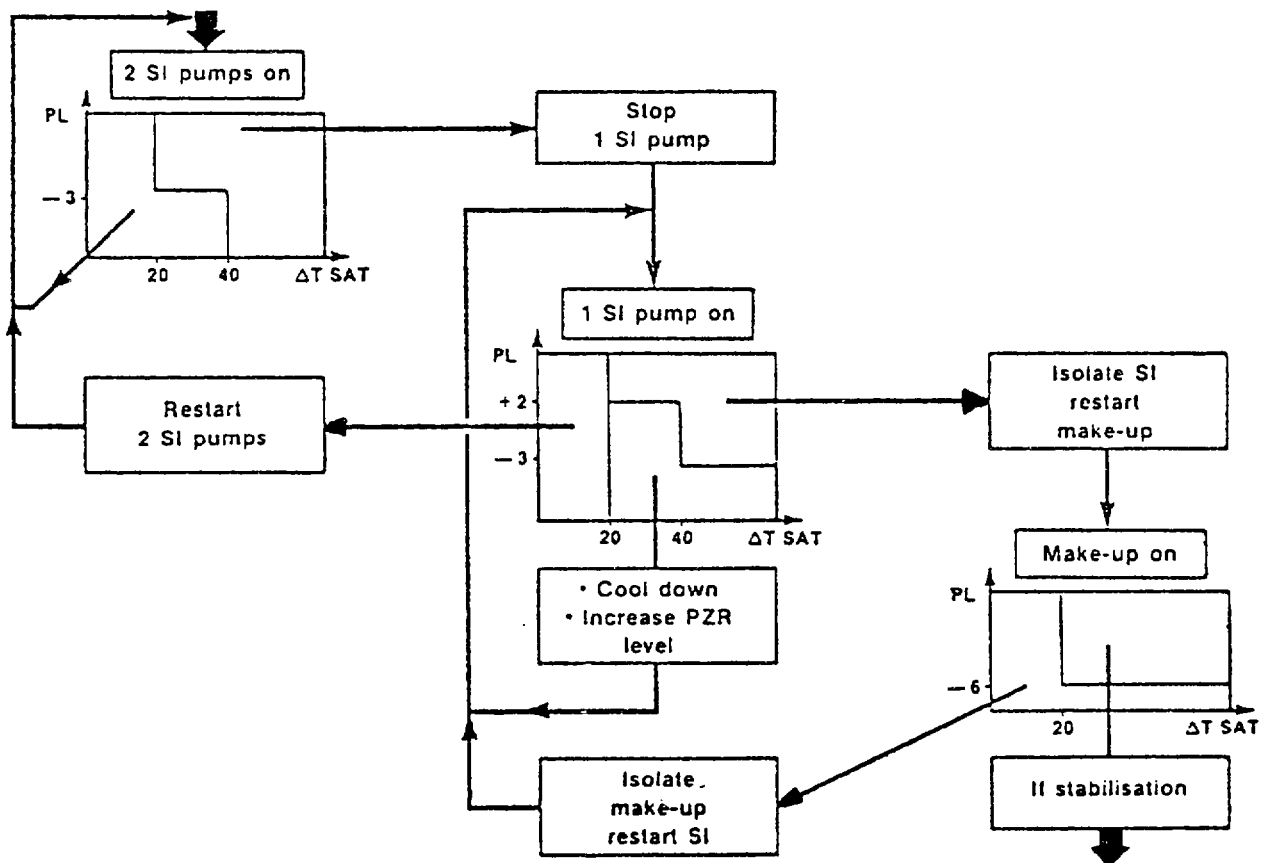 2 SI pumps on
PL
— 3
20 40 ΔT SAT
Stop
1 SI pump
1 SI pump on
PL
+ 2
— 3
20 40 ΔT SAT
Restart
2 SI pumps
• Cool down
• Increase PZR
level
Isolate SI
restart
make-up
Make-up on
PL
— 6
20 ΔT SAT
Isolate
make-up
restart SI
If stabilisation